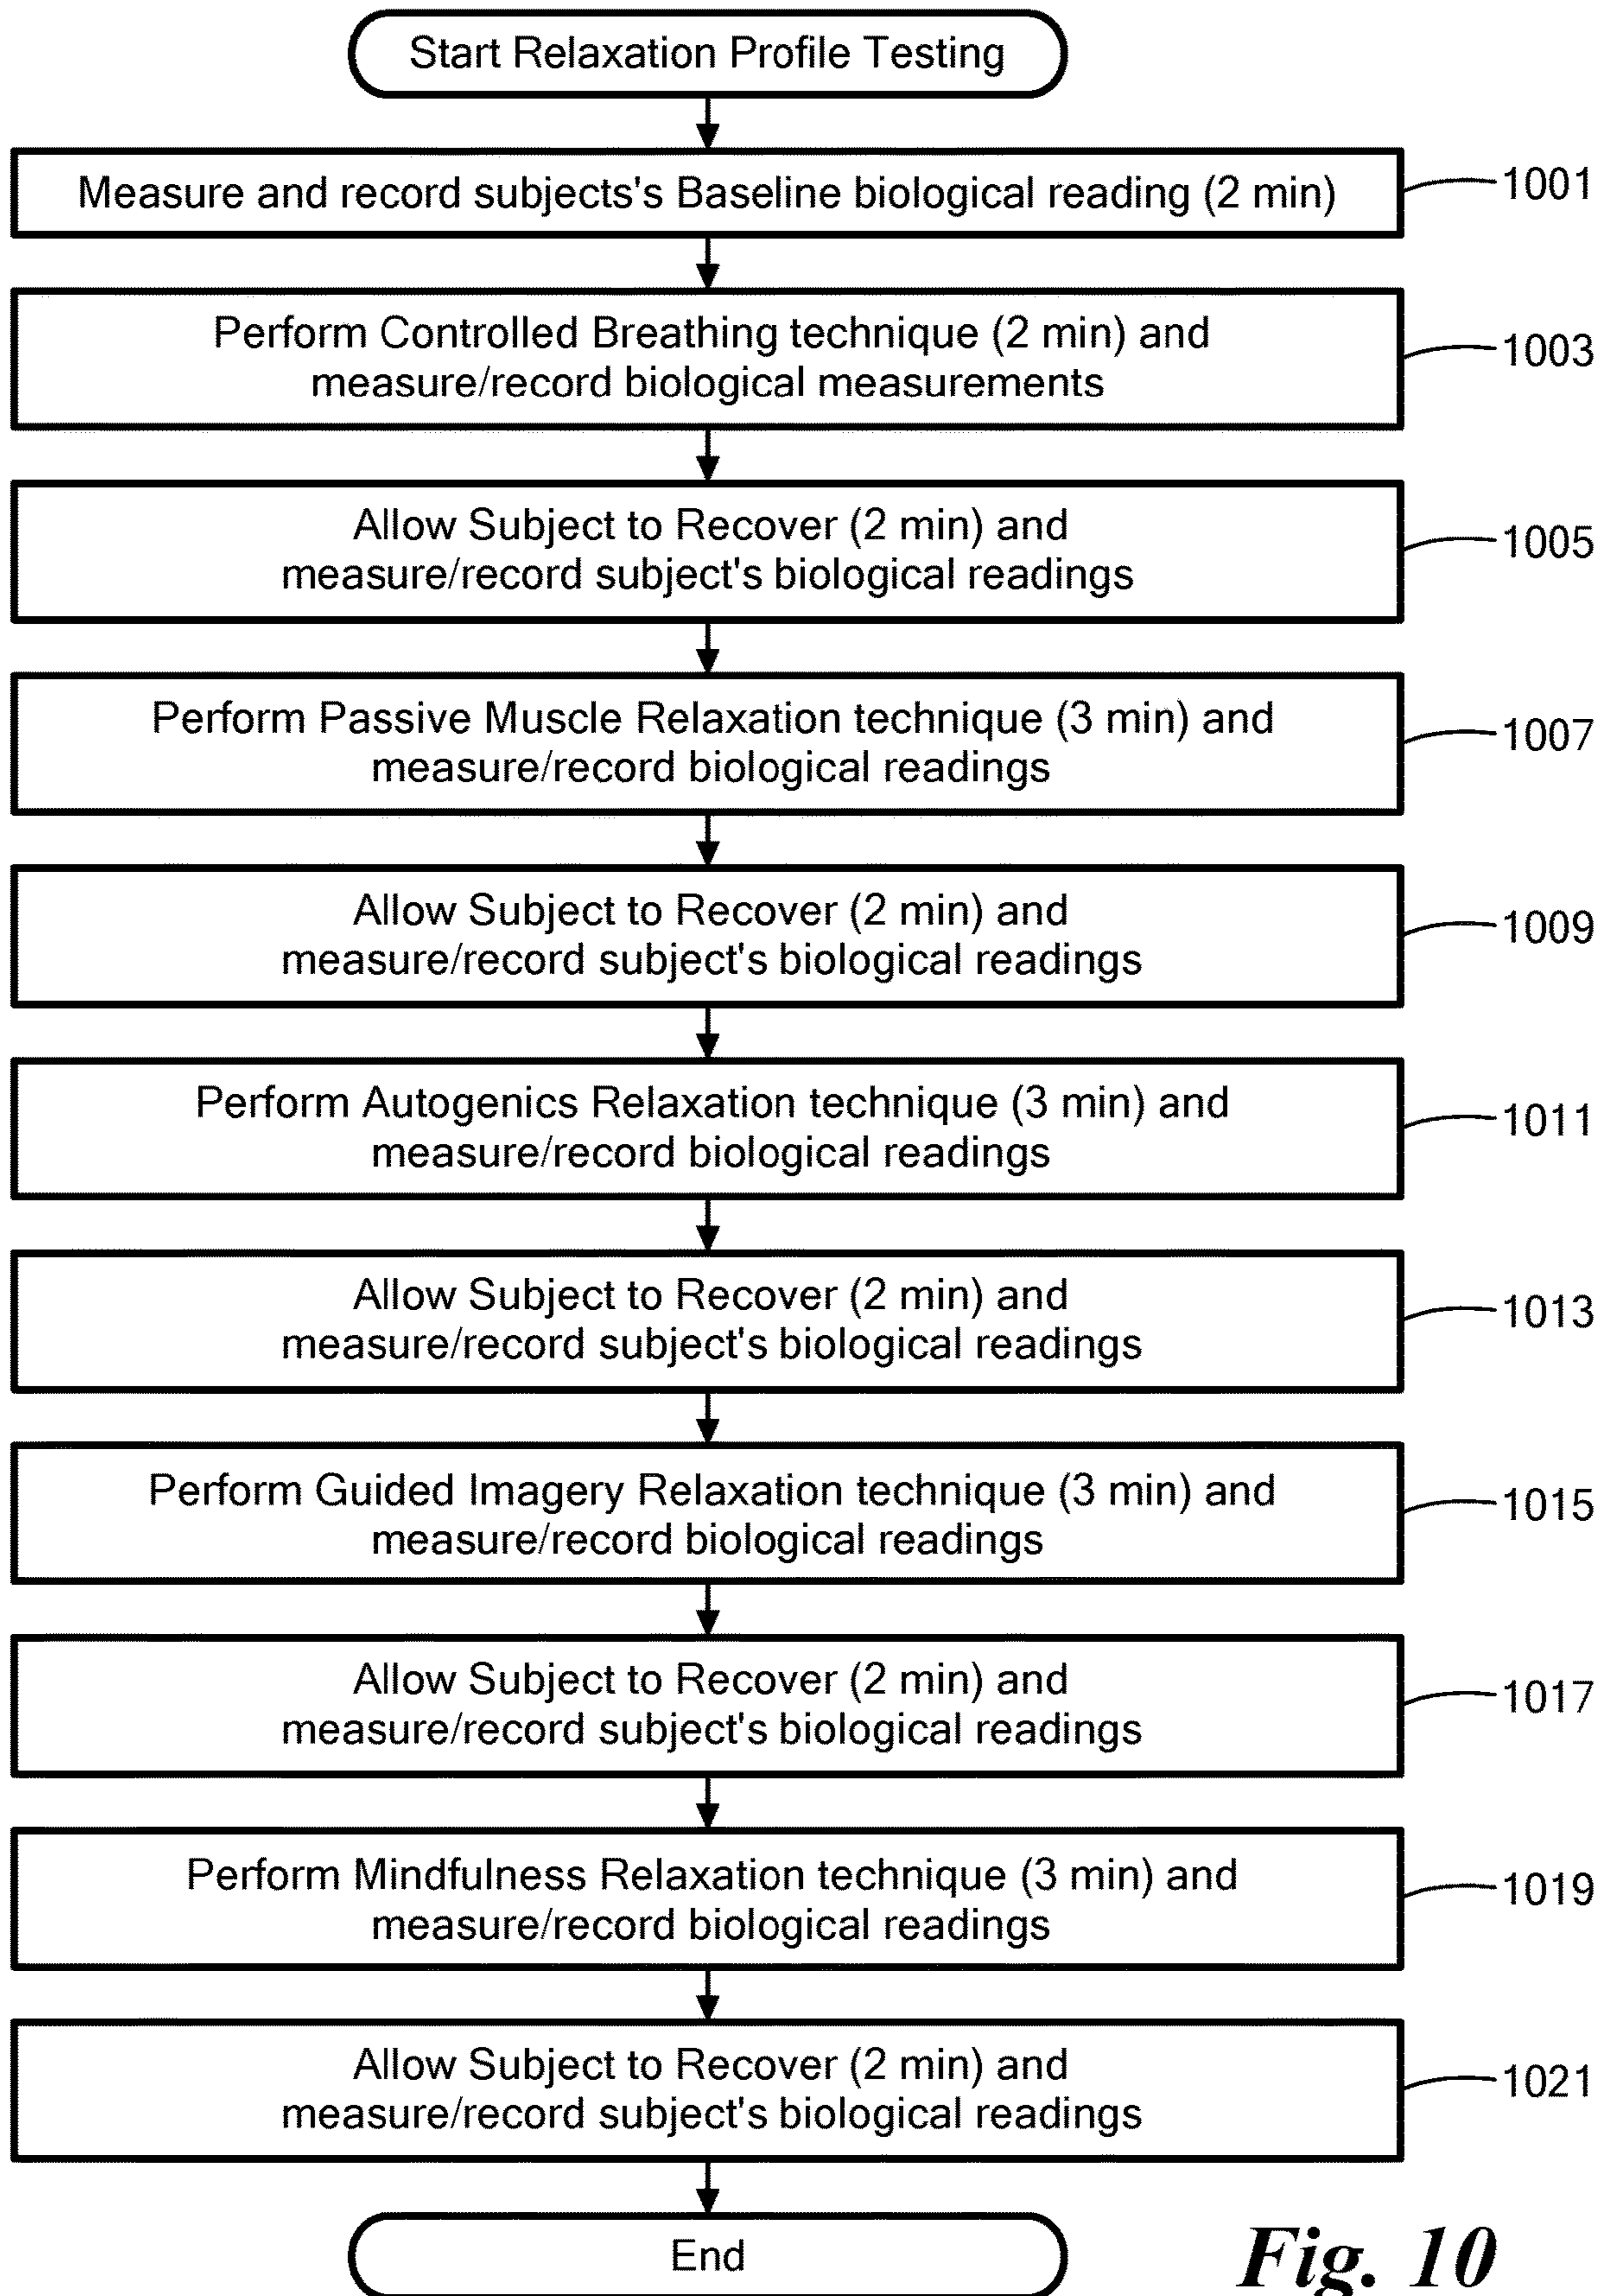 Start Relaxation Profile Testing
Measure and record subjects's Baseline biological reading (2 min)
1001
Perform Controlled Breathing technique (2 min) and
measure/record biological measurements
1003
Allow Subject to Recover (2 min) and
measure/record subject's biological readings
1005
Perform Passive Muscle Relaxation technique (3 min) and
measure/record biological readings
1007
Allow Subject to Recover (2 min) and
measure/record subject's biological readings
1009
Perform Autogenics Relaxation technique (3 min) and
measure/record biological readings
1011
Allow Subject to Recover (2 min) and
measure/record subject's biological readings
1013
Perform Guided Imagery Relaxation technique (3 min) and
measure/record biological readings
1015
Allow Subject to Recover (2 min) and
measure/record subject's biological readings
1017
Perform Mindfulness Relaxation technique (3 min) and
measure/record biological readings
1019
Allow Subject to Recover (2 min) and
measure/record subject's biological readings
1021
End
Fig. 10